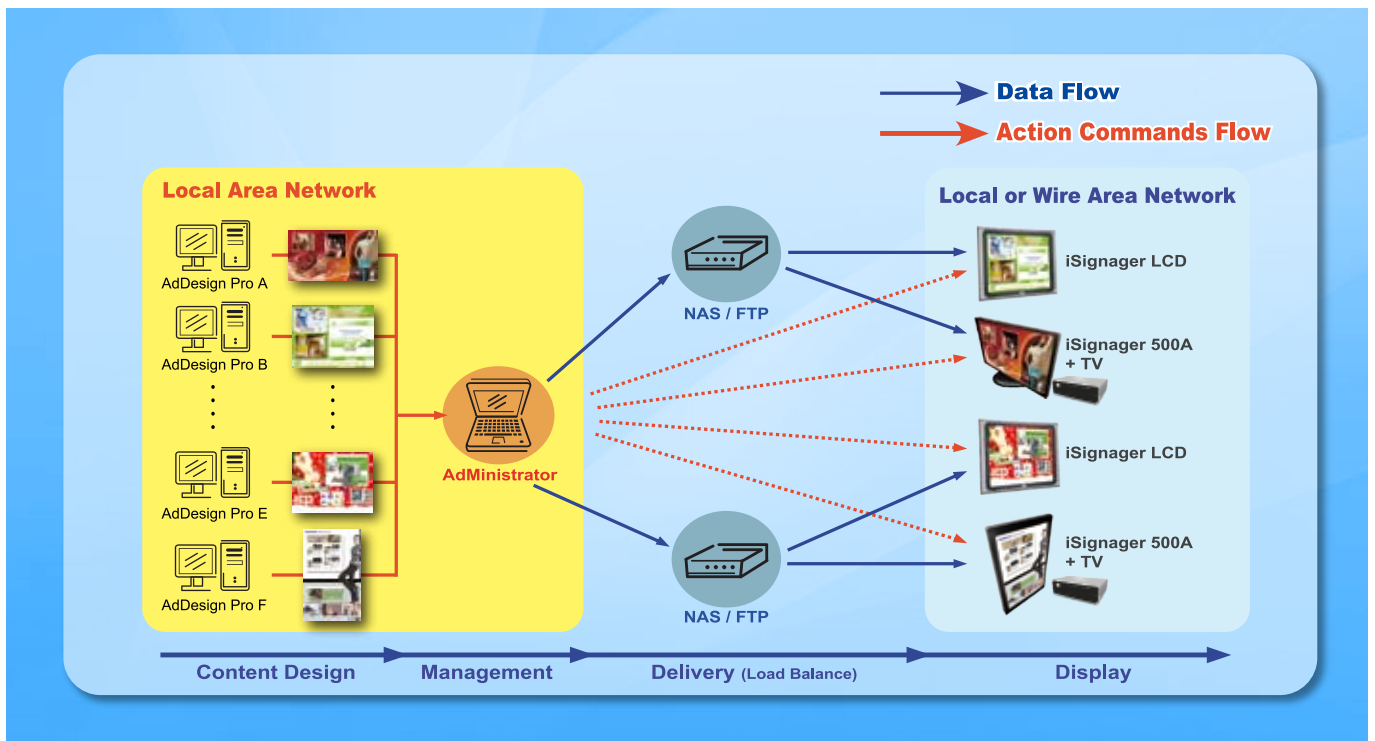 Data Flow
Action Commands Flow
Local Area Network
AdDesign Pro A
AdDesign Pro B
AdDesign Pro E
AdDesign Pro F
AdMinistrator
NAS / FTP
NAS / FTP
Local or Wire Area Network
iSignager LCD
iSignager 500A
+ TV
iSignager LCD
iSignager 500A
+ TV
Content Design
Management
Delivery (Load Balance)
Display